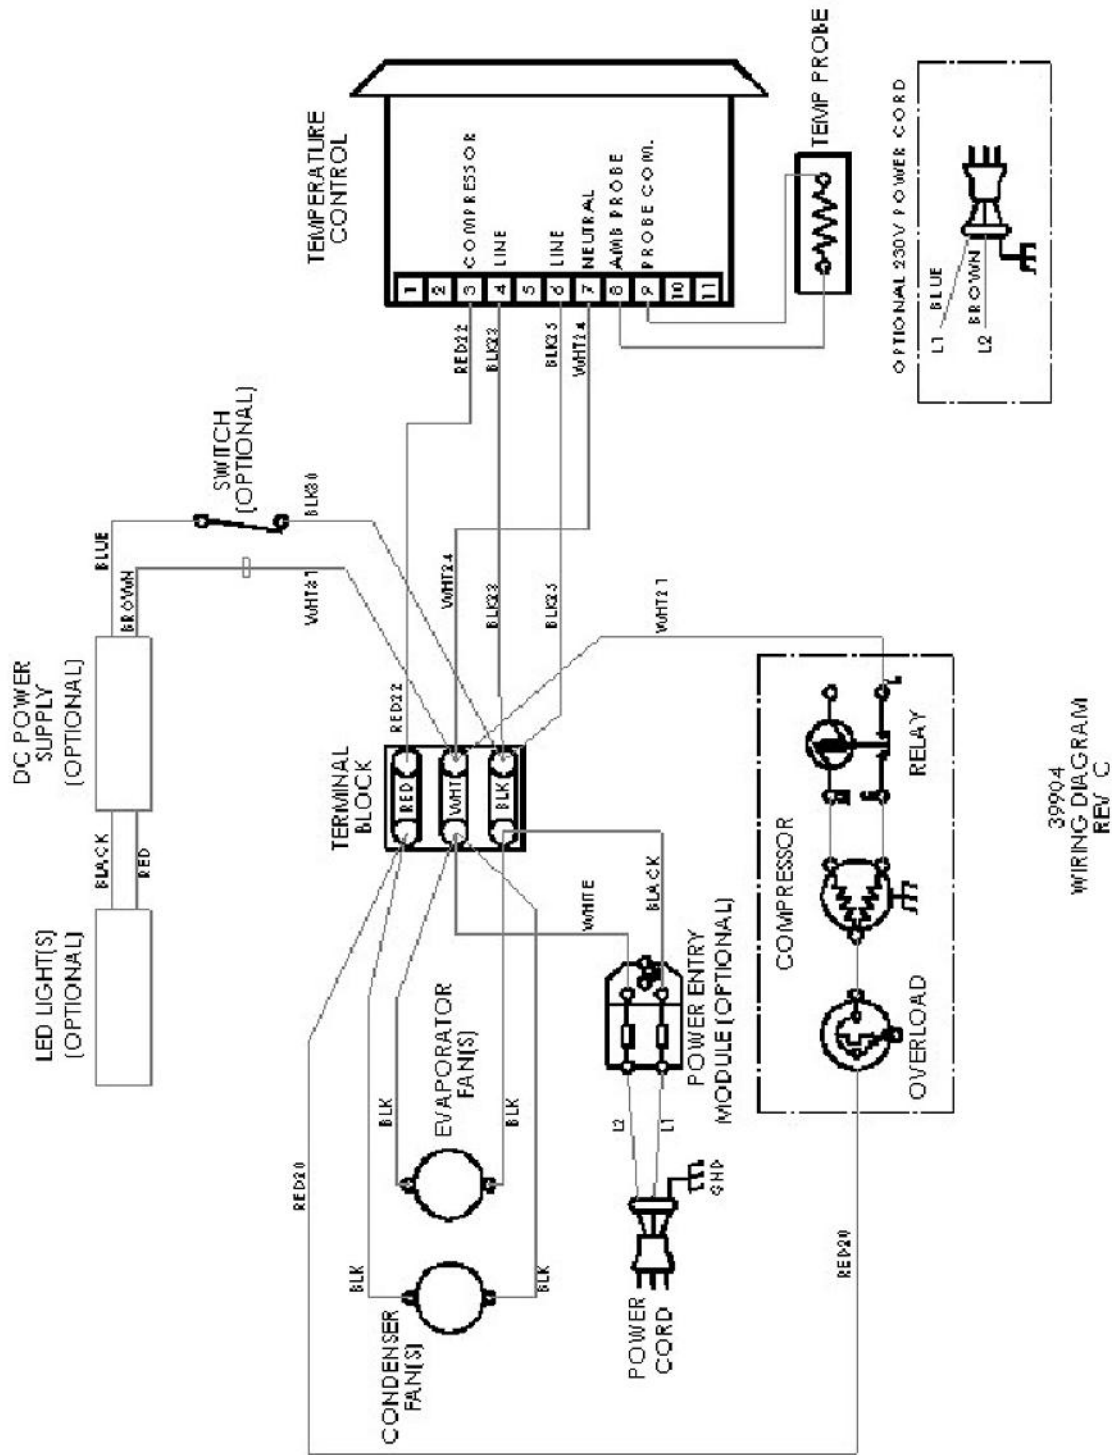 DC POWER
SUPPLY
(OPTIONAL)
LED LIGHT(S)
(OPTIONAL)
BLACK
RED
BLUE
BROWN
SWITCH
(OPTIONAL)
WHT31
BLK30
TEMPERATURE
CONTROL
1
2
3 COMPRESSOR
4 LINE
5
6 LINE
7 NEUTRAL
8 AMB PROBE
9 PROBE COM.
10
11
RED22
BLK23
BLK25
WHT24
TEMP PROBE
TERMINAL
BLOCK
RED
WHT
BLK
RED22
WHT24
BLK23
BLK25
WHT21
RED20
BLK
BLK
EVAPORATOR
FAN(S)
BLK
BLK
CONDENSER
FAN(S)
WHITE
BLACK
POWER ENTRY
MODULE (OPTIONAL)
L2
L1
GND
POWER
CORD
COMPRESSOR
RELAY
L
OVERLOAD
RED20
OPTIONAL 230V POWER CORD
L1 BLUE
L2 BROWN
39904
WIRING DIAGRAM
REV C